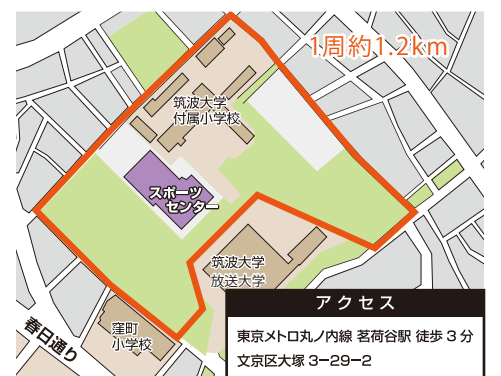 1周約1.2km
筑波大学
付属小学校
スポーツ
センター
筑波大学
放送大学
窪町
小学校
春日通り
アクセス
東京メトロ丸ノ内線 茗荷谷駅 徒歩3分
文京区大塚3−29−2